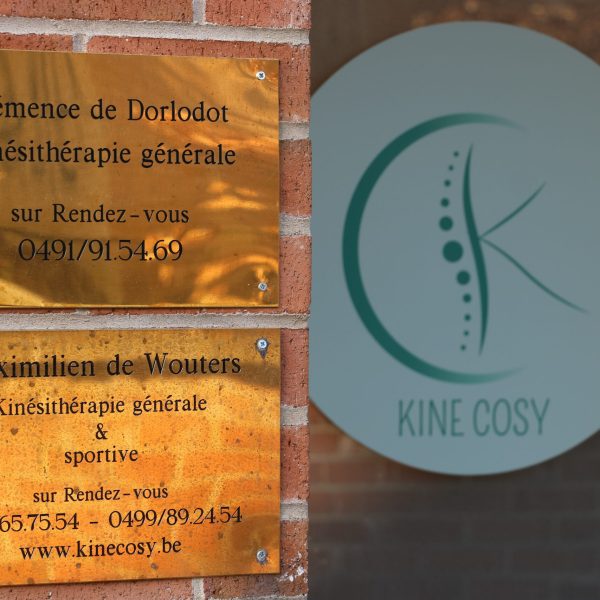 émence de Dorlodot
nésithérapie générale
sur Rendez-vous
0491/91.54.69
ximilien de Wouters
Kinésithérapie générale
&
sportive
sur Rendez-vous
65.75.54 - 0499/89.24.54
www.kinecosy.be
KINE COSY